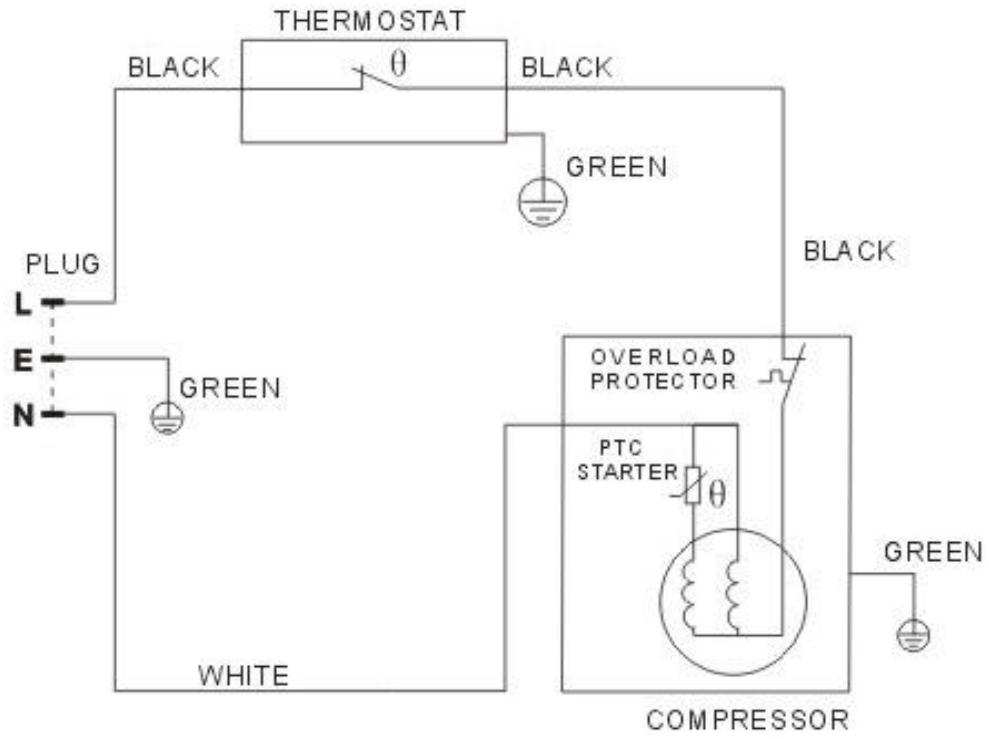 THERMOSTAT
BLACK
θ
BLACK
GREEN
BLACK
PLUG
L
E
GREEN
N
OVERLOAD
PROTECTOR
PTC
STARTER
θ
GREEN
WHITE
COMPRESSOR